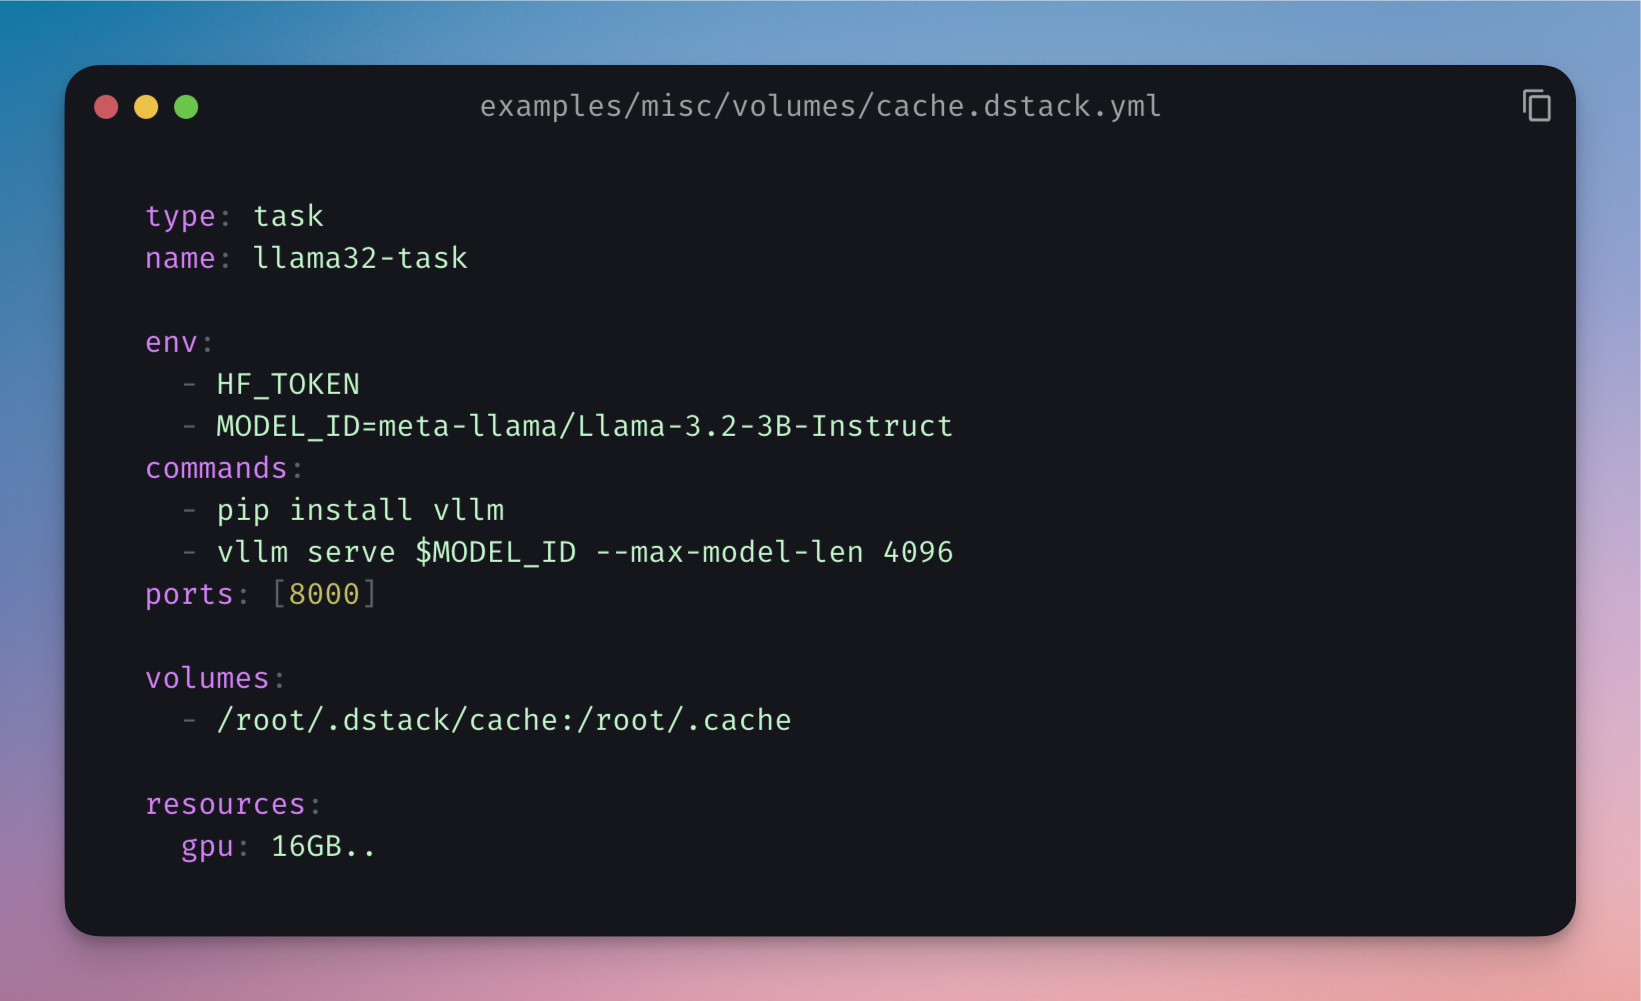 examples/misc/volumes/cache.dstack.yml
type: task
name: llama32-task
env:
  - HF_TOKEN
  - MODEL_ID=meta-llama/Llama-3.2-3B-Instruct
commands:
  - pip install vllm
  - vllm serve $MODEL_ID --max-model-len 4096
ports: [8000]
volumes:
  - /root/.dstack/cache:/root/.cache
resources:
  gpu: 16GB..